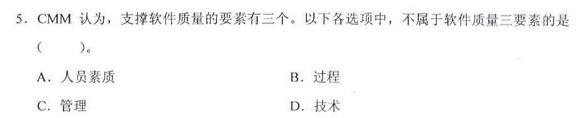 5. CMM 认为，支撑软件质量的要素有三个。以下各选项中，不属于软件质量三要素的是
（　　）。
A. 人员素质　　B. 过程
C. 管理　　D. 技术